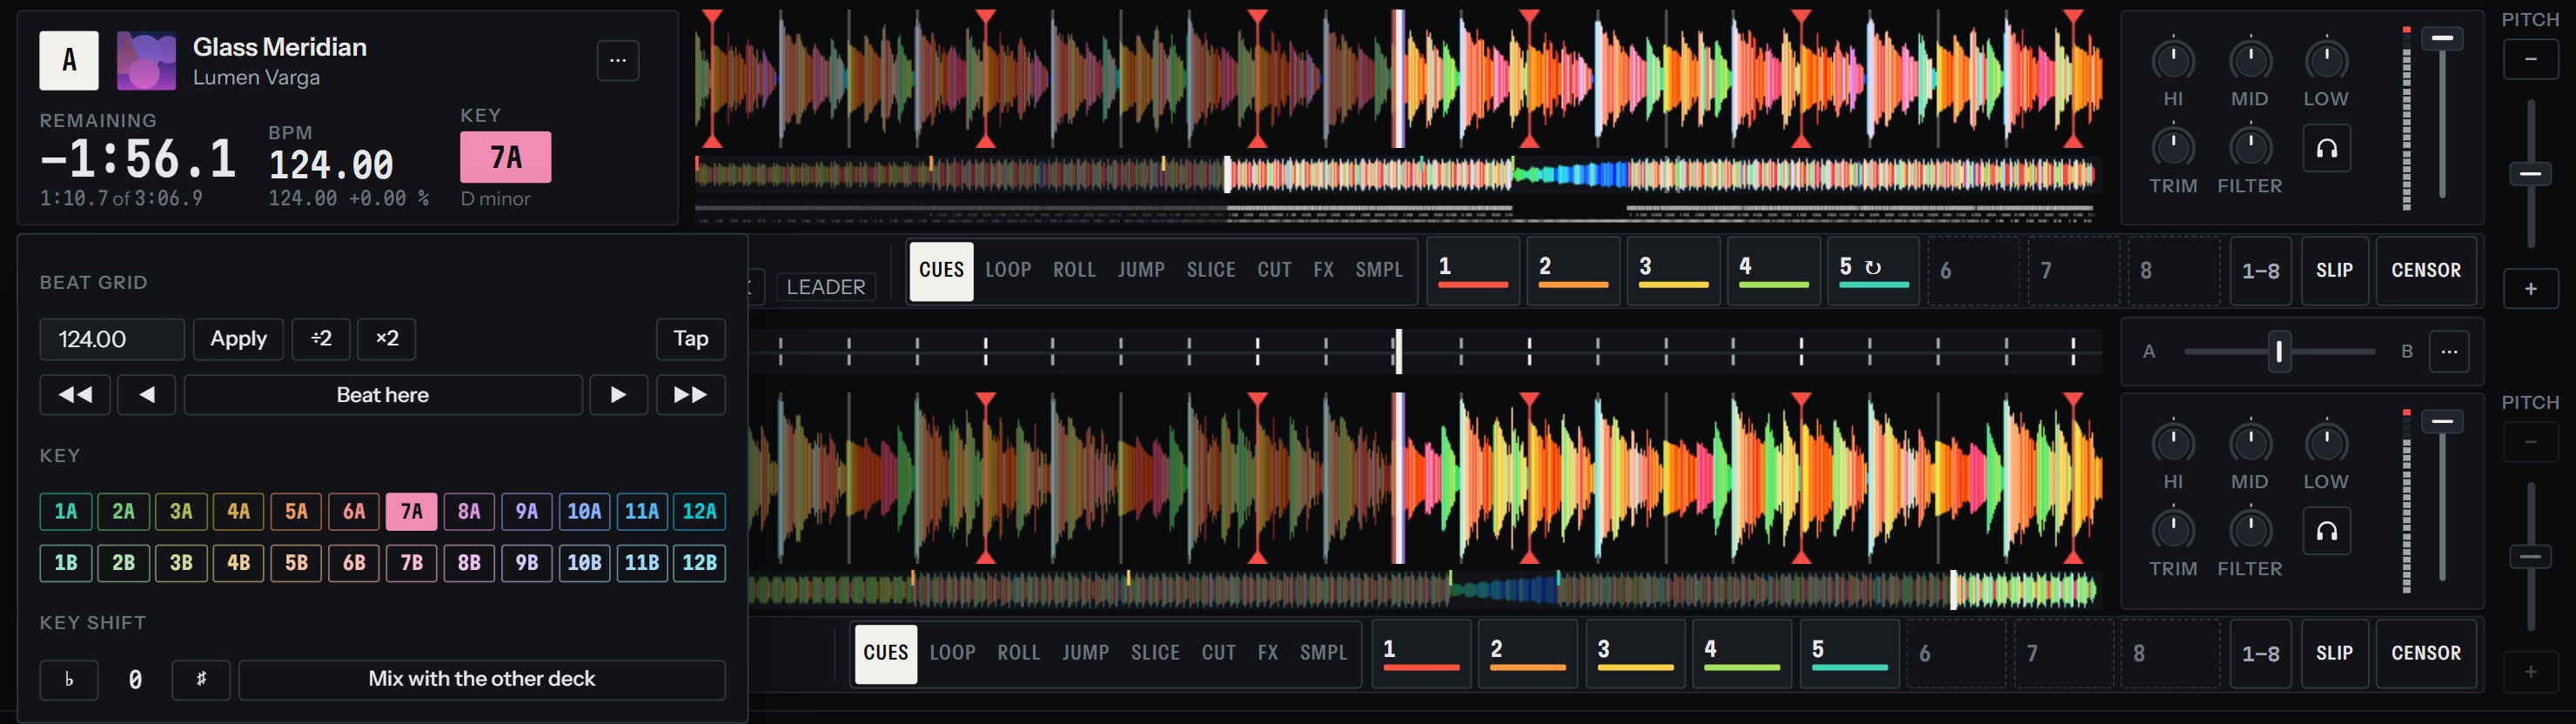 A
Glass Meridian
Lumen Varga
...
REMAINING
−1:56.1
1:10.7 of 3:06.9
BPM
124.00
124.00 +0.00 %
KEY
7A
D minor
HI MID LOW
TRIM FILTER
PITCH
−
+
LEADER
CUES LOOP ROLL JUMP SLICE CUT FX SMPL
1 2 3 4 5 ↻ 6 7 8
1–8 SLIP CENSOR
BEAT GRID
124.00 Apply ÷2 ×2 Tap
◀◀ ◀ Beat here ▶ ▶▶
KEY
1A 2A 3A 4A 5A 6A 7A 8A 9A 10A 11A 12A
1B 2B 3B 4B 5B 6B 7B 8B 9B 10B 11B 12B
KEY SHIFT
♭ 0 ♯ Mix with the other deck
A B ...
HI MID LOW
TRIM FILTER
PITCH
−
+
CUES LOOP ROLL JUMP SLICE CUT FX SMPL
1 2 3 4 5 6 7 8
1–8 SLIP CENSOR